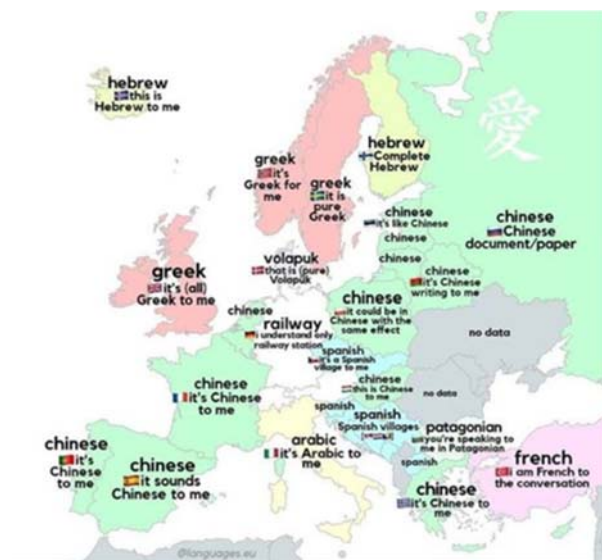 hebrew
this is
Hebrew to me
愛
hebrew
Complete
Hebrew
greek
it's
Greek for
me
greek
it is
pure
Greek
chinese
it's like Chinese
chinese
chinese
Chinese
document/paper
chinese
chinese
it's Chinese
writing to me
volapuk
that is (pure)
Volapuk
greek
it's (all)
Greek to me
chinese
chinese
it could be in
Chinese with the
same effect
railway
i understand only
railway station
no data
spanish
it's a Spanish
village to me
chinese
it's Chinese
to me
chinese
this is Chinese
to me
no data
spanish
spanish
Spanish villages
patagonian
you're speaking to
me in Patagonian
arabic
it's Arabic to
me
chinese
it's
Chinese
to me
chinese
it sounds
Chinese to me
spanish
french
i am French to
the conversation
chinese
it's Chinese to
me
@languages.eu